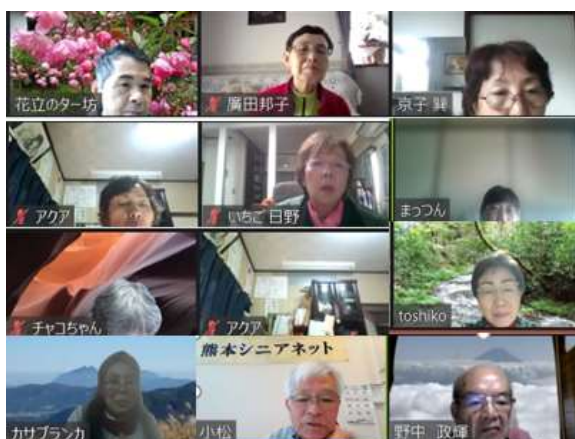 花立のター坊
廣田邦子
京子 巽
アクア
いちご 日野
まっつん
チャコちゃん
アクア
toshiko
カサブランカ
熊本シニアネット
小松
野中 政輝